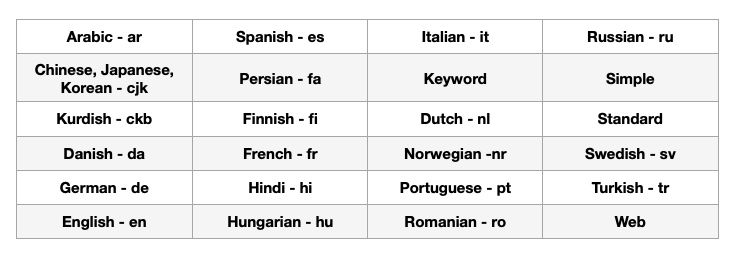 Arabic - ar
Spanish - es
Italian - it
Russian - ru
Chinese, Japanese,
Korean - cjk
Persian - fa
Keyword
Simple
Kurdish - ckb
Finnish - fi
Dutch - nl
Standard
Danish - da
French - fr
Norwegian -nr
Swedish - sv
German - de
Hindi - hi
Portuguese - pt
Turkish - tr
English - en
Hungarian - hu
Romanian - ro
Web